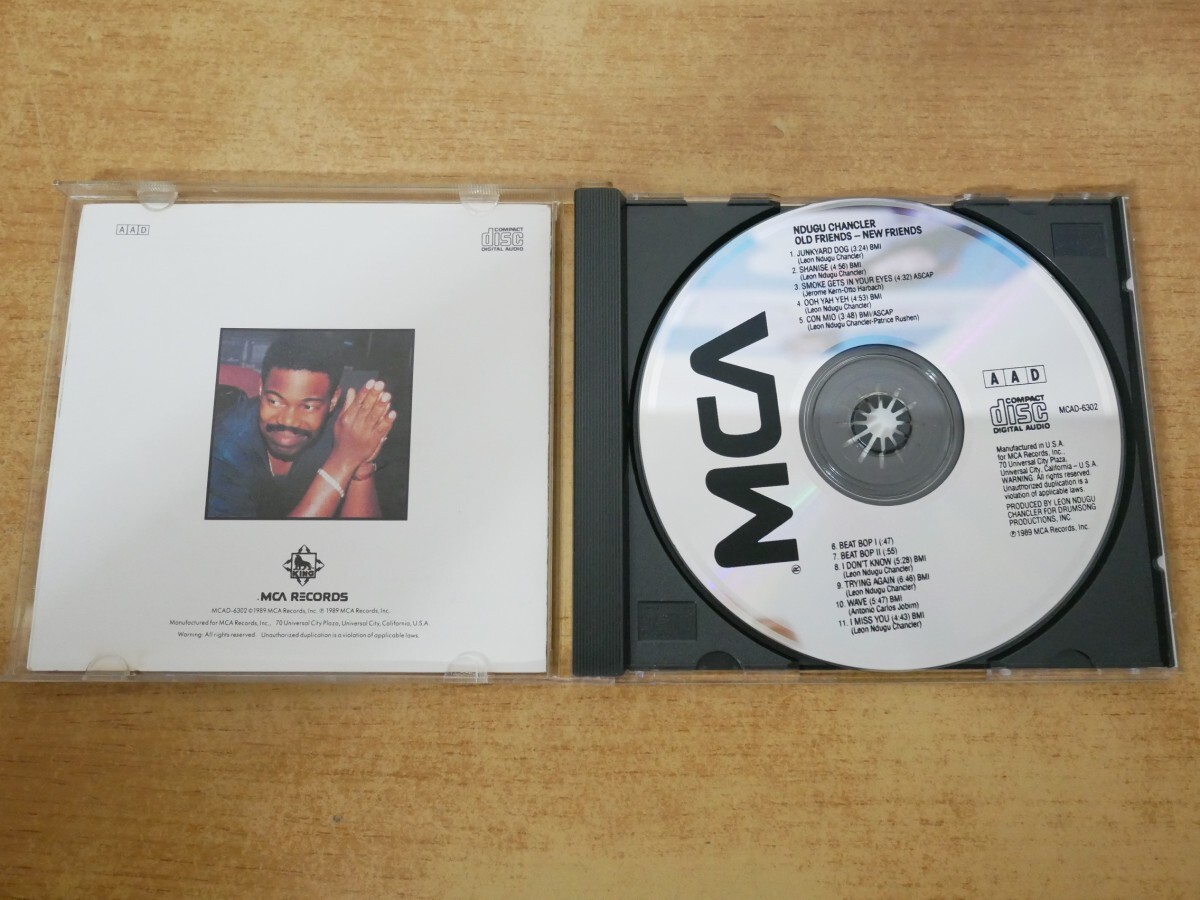 AAD
COMPACT
disc
DIGITAL AUDIO
KING
MCA RECORDS
MCAD-6302 ©1989 MCA Records, Inc. ℗ 1989 MCA Records, Inc.
Manufactured for MCA Records, Inc., 70 Universal City Plaza, Universal City, California, U.S.A.
Warning: All rights reserved. Unauthorized duplication is a violation of applicable laws.
NDUGU CHANCLER
OLD FRIENDS – NEW FRIENDS
1. JUNKYARD DOG (3:24) BMI
(Leon Ndugu Chancler)
2. SHANISE (4:56) BMI
(Leon Ndugu Chancler)
3. SMOKE GETS IN YOUR EYES (4:32) ASCAP
(Jerome Kern-Otto Harbach)
4. OOH YAH YEH (4:53) BMI
(Leon Ndugu Chancler)
5. CON MIO (3:48) BMI/ASCAP
(Leon Ndugu Chancler-Patrice Rushen)
MCA
®
AAD
COMPACT
disc
DIGITAL AUDIO
MCAD-6302
Manufactured in U.S.A.
for MCA Records, Inc.,
70 Universal City Plaza,
Universal City, California – U.S.A.
WARNING: All rights reserved.
Unauthorized duplication is a
violation of applicable laws.
PRODUCED BY LEON NDUGU
CHANCLER FOR DRUMSONG
PRODUCTIONS, INC.
℗1989 MCA Records, Inc.
6. BEAT BOP I (:47)
7. BEAT BOP II (:55)
8. I DON'T KNOW (5:28) BMI
(Leon Ndugu Chancler)
9. TRYING AGAIN (6:46) BMI
(Leon Ndugu Chancler)
10. WAVE (5:47) BMI
(Antonio Carlos Jobim)
11. I MISS YOU (4:43) BMI
(Leon Ndugu Chancler)